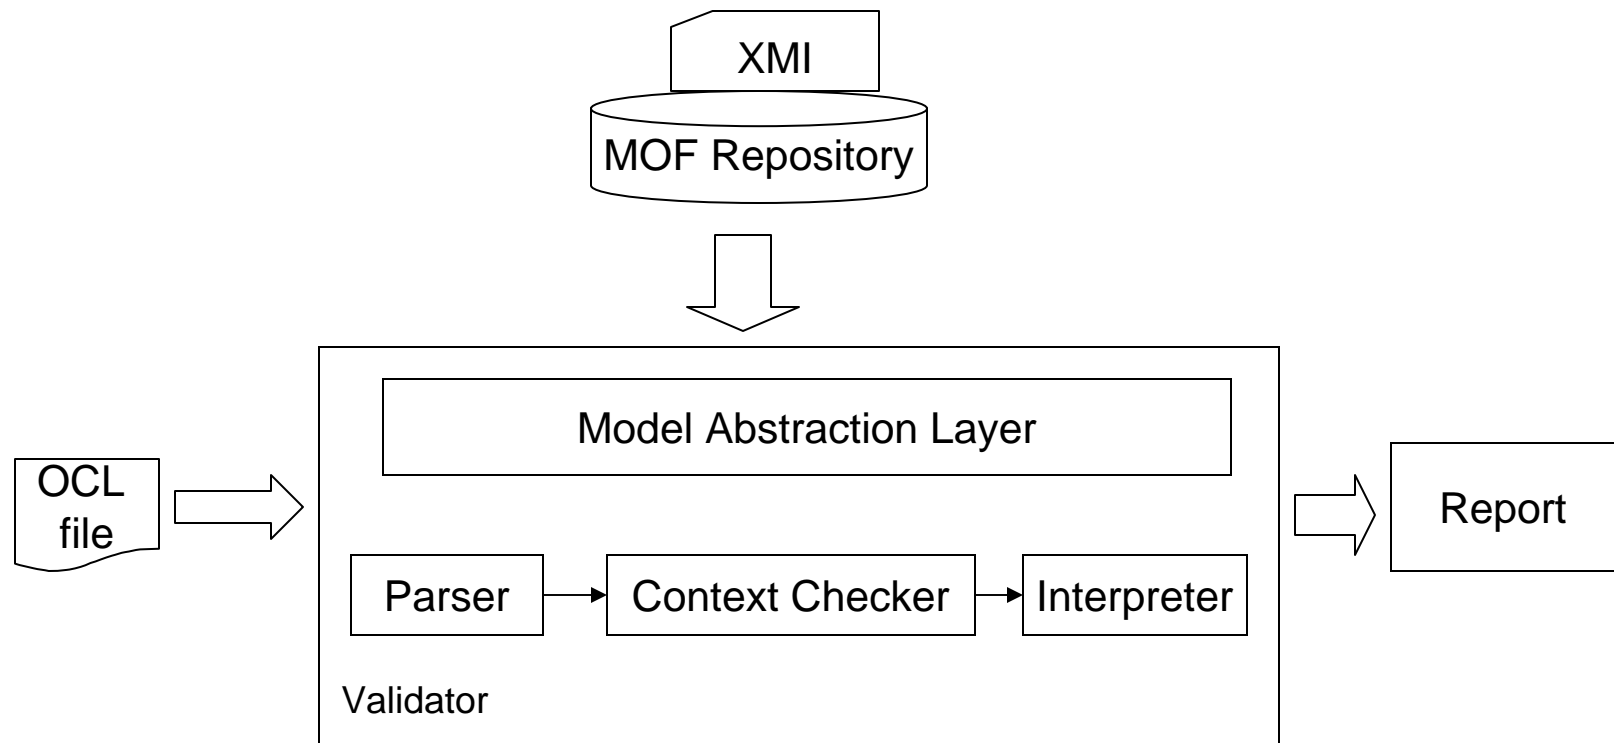 XMI
MOF Repository
Model Abstraction Layer
OCL
file
Report
Parser
Context Checker
Interpreter
Validator